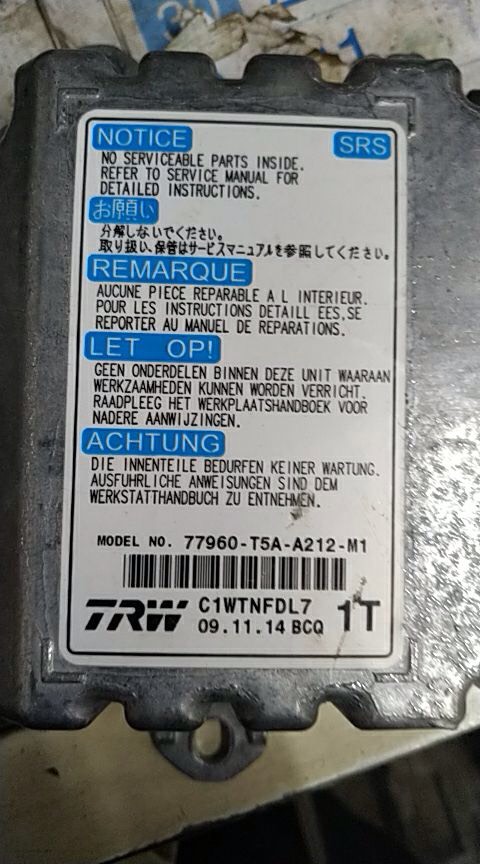 NOTICE
SRS
NO SERVICEABLE PARTS INSIDE.
REFER TO SERVICE MANUAL FOR
DETAILED INSTRUCTIONS.
お願い
分解しないでください。
取り扱い、保管はサービスマニュアルを参照してください。
REMARQUE
AUCUNE PIECE REPARABLE A L INTERIEUR.
POUR LES INSTRUCTIONS DETAILL EES,SE
REPORTER AU MANUEL DE REPARATIONS.
LET OP!
GEEN ONDERDELEN BINNEN DEZE UNIT WAARAAN
WERKZAAMHEDEN KUNNEN WORDEN VERRICHT.
RAADPLEEG HET WERKPLAATSHANDBOEK VOOR
NADERE AANWIJZINGEN.
ACHTUNG
DIE INNENTEILE BEDURFEN KEINER WARTUNG.
AUSFUHRLICHE ANWEISUNGEN SIND DEM
WERKSTATTHANDBUCH ZU ENTNEHMEN.
MODEL NO. 77960-T5A-A212-M1
TRW C1WTNFDL7 1T
09.11.14 BCQ